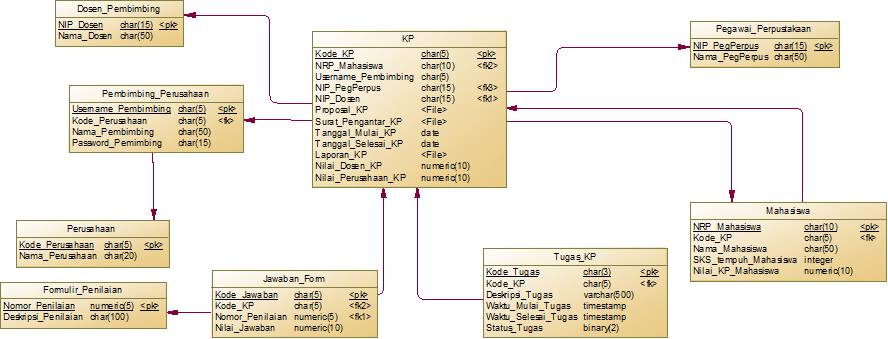 Dosen_Pembimbing
NIP_Dosen char(15) <pk>
Nama_Dosen char(50)
KP
Kode_KP char(5) <pk>
NRP_Mahasiswa char(10) <fk2>
Username_Pembimbing char(5)
NIP_PegPerpus char(15) <fk3>
NIP_Dosen char(15) <fk1>
Proposal_KP <File>
Surat_Pengantar_KP <File>
Tanggal_Mulai_KP date
Tanggal_Selesai_KP date
Laporan_KP <File>
Nilai_Dosen_KP numeric(10)
Nilai_Perusahaan_KP numeric(10)
Pegawai_Perpustakaan
NIP_PegPerpus char(15) <pk>
Nama_PegPerpus char(50)
Pembimbing_Perusahaan
Username_Pembimbing char(5) <pk>
Kode_Perusahaan char(5) <fk>
Nama_Pembimbing char(50)
Password_Pemimbing char(15)
Perusahaan
Kode_Perusahaan char(5) <pk>
Nama_Perusahaan char(20)
Mahasiswa
NRP_Mahasiswa char(10) <pk>
Kode_KP char(5) <fk>
Nama_Mahasiswa char(50)
SKS_tempuh_Mahasiswa integer
Nilai_KP_Mahasiswa numeric(10)
Formulir_Penilaian
Nomor_Penilaian numeric(5) <pk>
Deskripsi_Penilaian char(100)
Jawaban_Form
Kode_Jawaban char(5) <pk>
Kode_KP char(5) <fk2>
Nomor_Penilaian numeric(5) <fk1>
Nilai_Jawaban numeric(10)
Tugas_KP
Kode_Tugas char(3) <pk>
Kode_KP char(5) <fk>
Deskrips_Tugas varchar(500)
Waktu_Mulai_Tugas timestamp
Waktu_Selesai_Tugas timestamp
Status_Tugas binary(2)